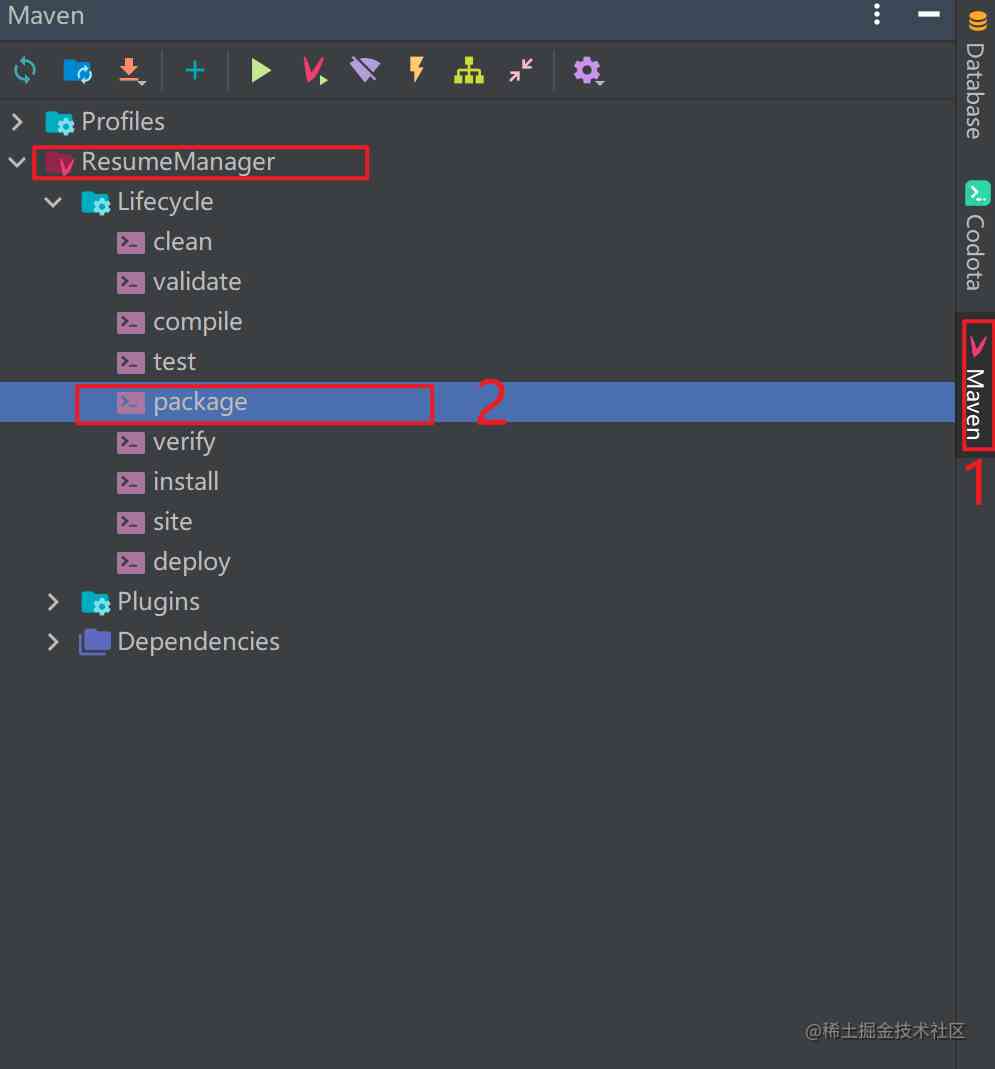 Maven
Profiles
ResumeManager
Lifecycle
clean
validate
compile
test
package
2
verify
install
site
deploy
Plugins
Dependencies
Database
Codota
Maven
1
@稀土掘金技术社区